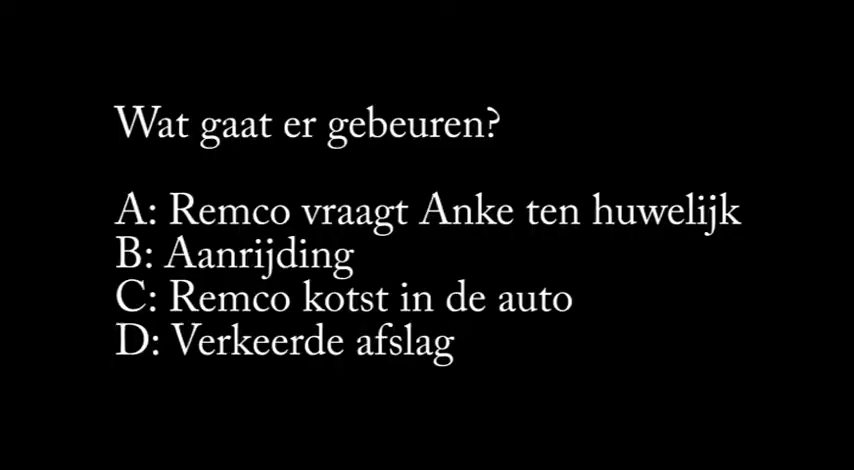 Wat gaat er gebeuren?
A: Remco vraagt Anke ten huwelijk
B: Aanrijding
C: Remco kotst in de auto
D: Verkeerde afslag